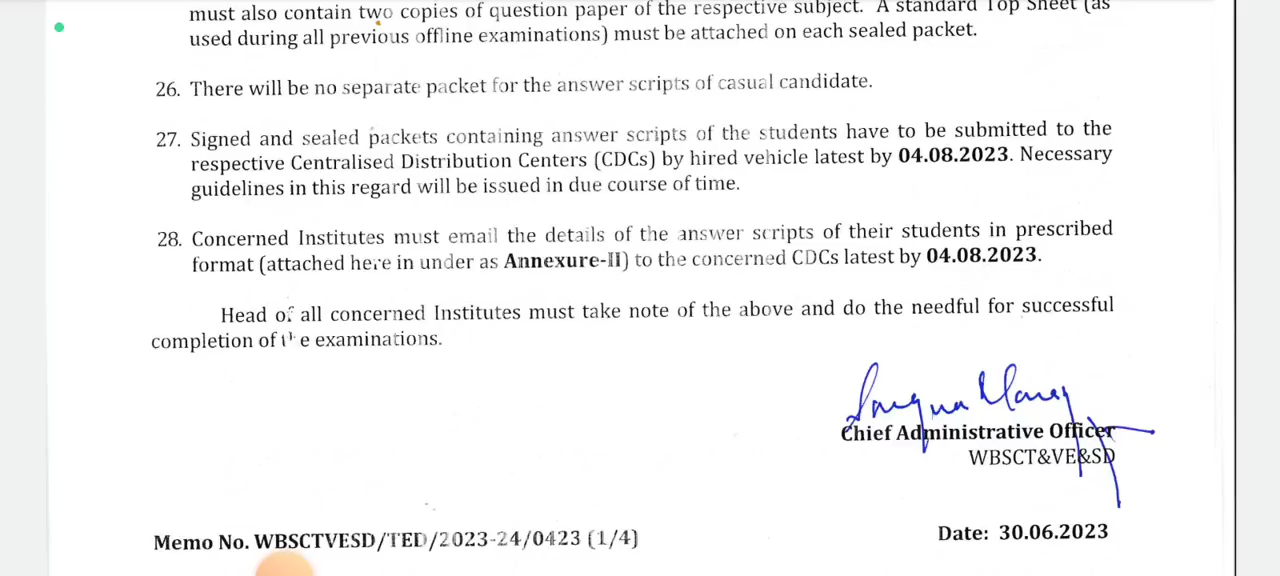 must also contain two copies of question paper of the respective subject. A standard Top Sheet (as
used during all previous offline examinations) must be attached on each sealed packet.
26. There will be no separate packet for the answer scripts of casual candidate.
27. Signed and sealed packets containing answer scripts of the students have to be submitted to the
respective Centralised Distribution Centers (CDCs) by hired vehicle latest by 04.08.2023. Necessary
guidelines in this regard will be issued in due course of time.
28. Concerned Institutes must email the details of the answer scripts of their students in prescribed
format (attached here in under as Annexure-II) to the concerned CDCs latest by 04.08.2023.
Head of all concerned Institutes must take note of the above and do the needful for successful
completion of the examinations.
Chief Administrative Officer
WBSCT&VE&SD
Memo No. WBSCTVESD/TED/2023-24/0423 (1/4)
Date: 30.06.2023